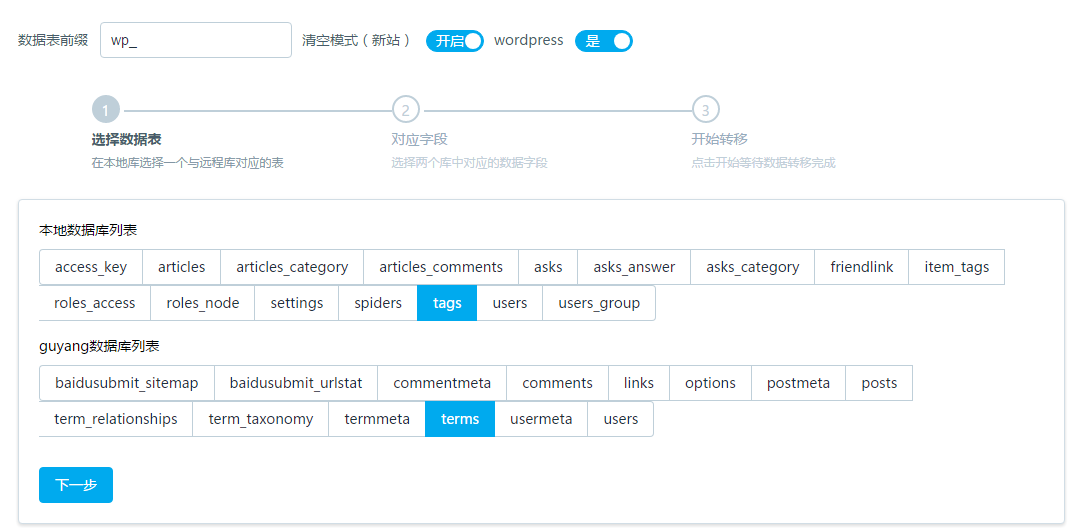 数据表前缀 wp_ 清空模式（新站） 开启 wordpress 是
1 2 3
选择数据表 对应字段 开始转移
在本地库选择一个与远程库对应的表 选择两个库中对应的数据字段 点击开始等待数据转移完成
本地数据库列表
access_key articles articles_category articles_comments asks asks_answer asks_category friendlink item_tags
roles_access roles_node settings spiders tags users users_group
guyang数据库列表
baidusubmit_sitemap baidusubmit_urlstat commentmeta comments links options postmeta posts
term_relationships term_taxonomy termmeta terms usermeta users
下一步